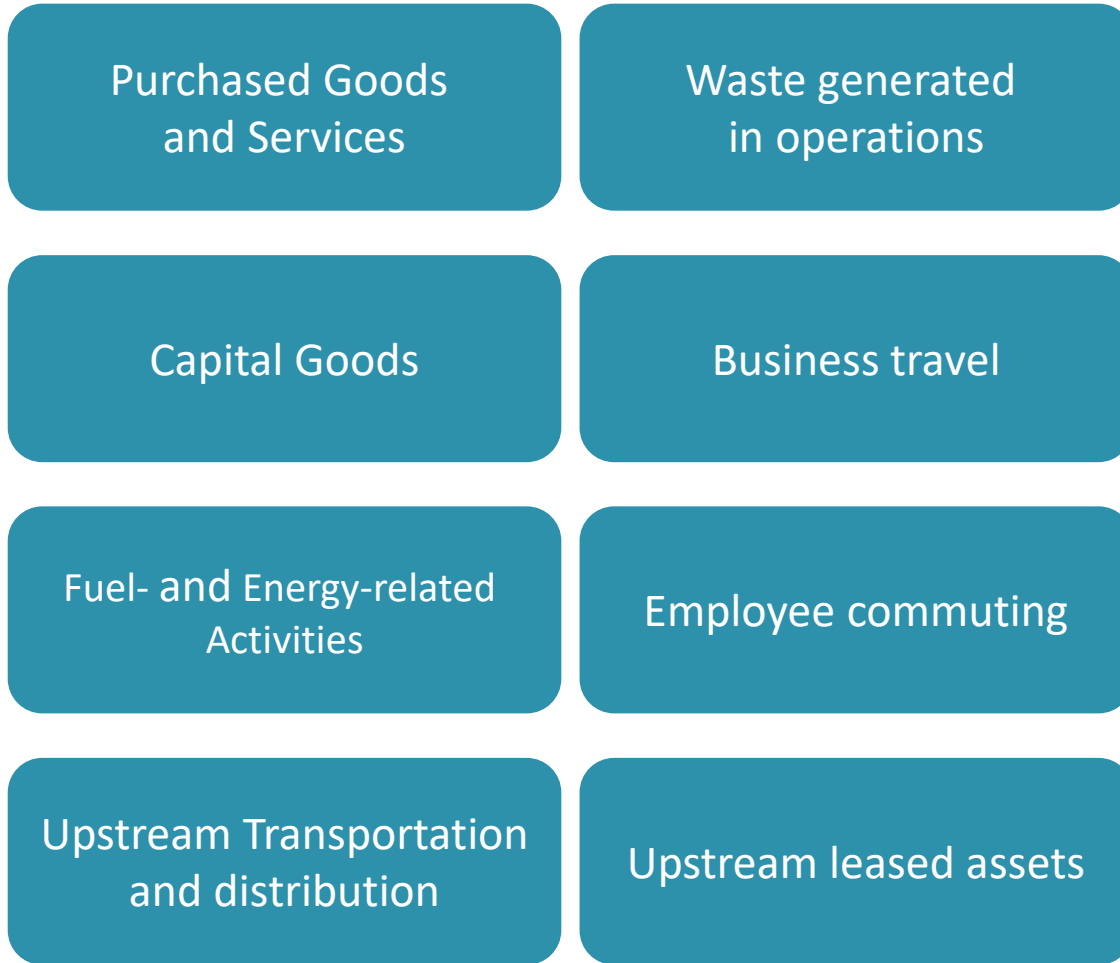 Purchased Goods
and Services
Waste generated
in operations
Capital Goods
Business travel
Fuel- and Energy-related
Activities
Employee commuting
Upstream Transportation
and distribution
Upstream leased assets